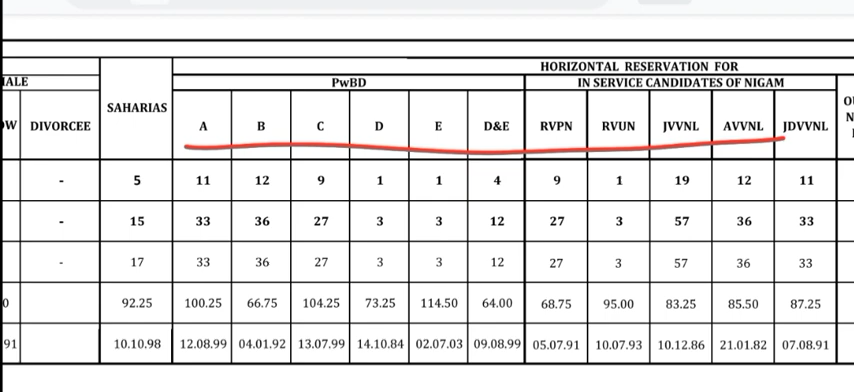 HORIZONTAL RESERVATION FOR
PwBD IN SERVICE CANDIDATES OF NIGAM
SAHARIAS
DIVORCEE A B C D E D&E RVPN RVUN JVVNL AVVNL JDVVNL
- 5 11 12 9 1 1 4 9 1 19 12 11
- 15 33 36 27 3 3 12 27 3 57 36 33
- 17 33 36 27 3 3 12 27 3 57 36 33
92.25 100.25 66.75 104.25 73.25 114.50 64.00 68.75 95.00 83.25 85.50 87.25
91 10.10.98 12.08.99 04.01.92 13.07.99 14.10.84 02.07.03 09.08.99 05.07.91 10.07.93 10.12.86 21.01.82 07.08.91